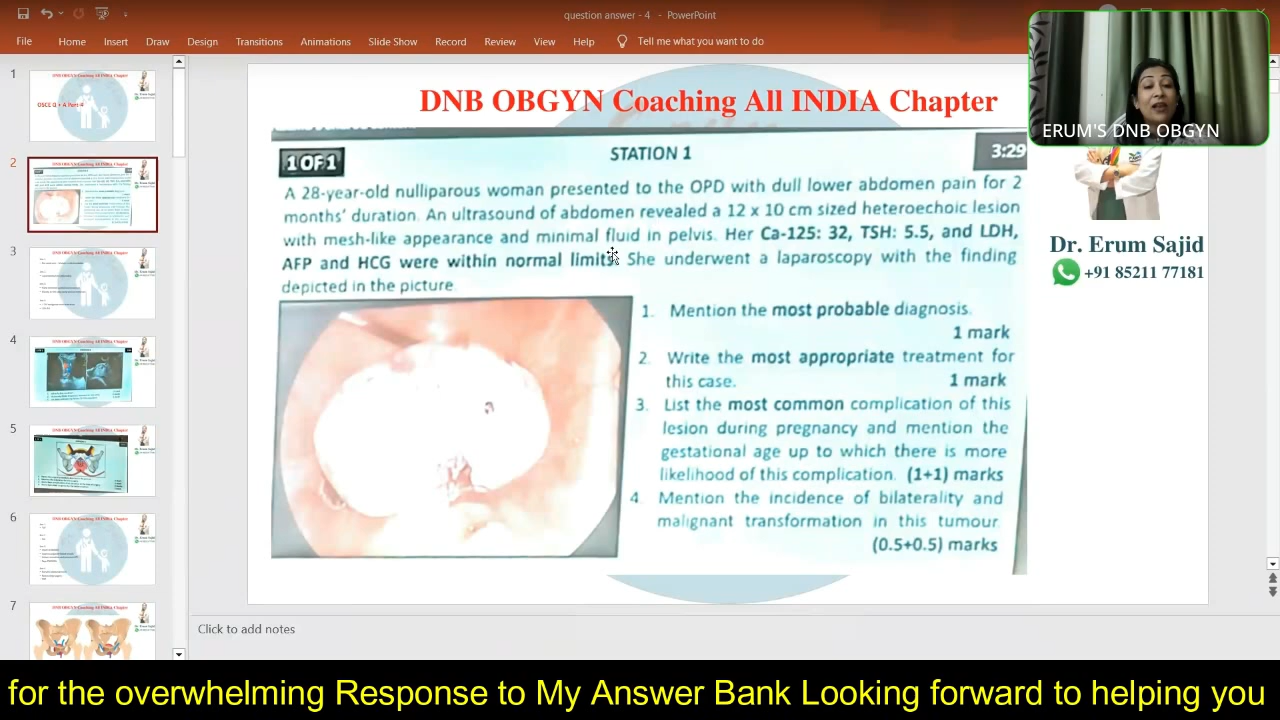 question answer - 4 - PowerPoint
File Home Insert Draw Design Transitions Animations Slide Show Record Review View Help Tell me what you want to do
1
2
3
4
5
6
7
DNB OBGYN Coaching All INDIA Chapter
ERUM'S DNB OBGYN
1 OF 1
STATION 1
3:29
A 28-year-old nulliparous woman presented to the OPD with dull lower abdomen pain for 2
months' duration. An ultrasound of abdomen revealed a 12 x 10 cm sized heteroechoic lesion
with mesh-like appearance and minimal fluid in pelvis. Her Ca-125: 32, TSH: 5.5, and LDH,
AFP and HCG were within normal limits. She underwent a laparoscopy with the finding
depicted in the picture.
1. Mention the most probable diagnosis.
1 mark
2. Write the most appropriate treatment for
this case. 1 mark
3. List the most common complication of this
lesion during pregnancy and mention the
gestational age up to which there is more
likelihood of this complication. (1+1) marks
4. Mention the incidence of bilaterality and
malignant transformation in this tumour.
(0.5+0.5) marks
Dr. Erum Sajid
+91 85211 77181
Click to add notes
for the overwhelming Response to My Answer Bank Looking forward to helping you